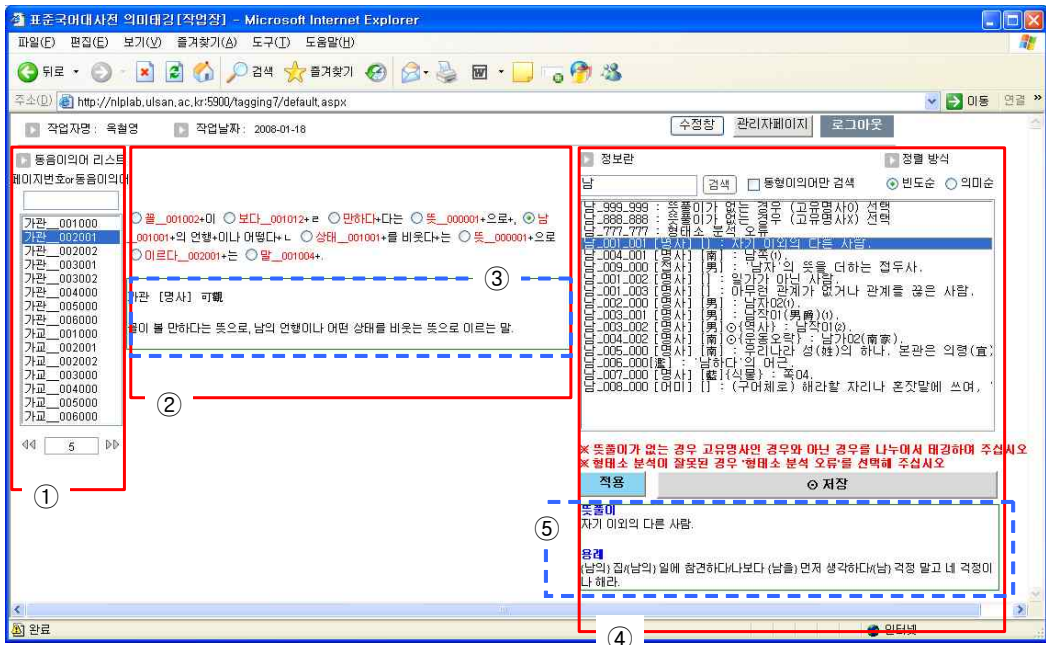 표준국어대사전 의미태깅[작업장] - Microsoft Internet Explorer
파일(F) 편집(E) 보기(V) 즐겨찾기(A) 도구(T) 도움말(H)
뒤로 검색 즐겨찾기
주소(D) http://nlplab.ulsan.ac.kr:5900/tagging7/default.aspx 이동 연결 »
작업자명: 옥철영 작업날짜: 2008-01-18 수정창 관리자페이지 로그아웃
동음이의어 리스트
페이지번호or동음이의어
가관__001000
가관__002001
가관__002002
가관__003001
가관__003002
가관__004000
가관__005000
가관__006000
가교__001000
가교__002001
가교__002002
가교__003000
가교__004000
가교__005000
가교__006000
5
①
꼴__001002+이 보다__001012+ㄹ 만하다+다는 뜻__000001+으로+, 남
__001001+의 언행+이나 어떻다+ㄴ 상태__001001+를 비웃다+는 뜻__000001+으로
이르다__002001+는 말__001004+.
③
가관 [명사] 可觀
꼴이 볼 만하다는 뜻으로, 남의 언행이나 어떤 상태를 비웃는 뜻으로 이르는 말.
②
정보란 정렬 방식
남 검색 동형이의어만 검색 빈도순 의미순
남_999_999 : 뜻풀이가 없는 경우 (고유명사O) 선택
남_888_888 : 뜻풀이가 없는 경우 (고유명사X) 선택
남_777_777 : 형태소 분석 오류
남_001_001 [명사] [] : 자기 이외의 다른 사람.
남_004_001 [명사] [南] : 남쪽(1).
남_009_000 [접사] [男] : '남자'의 뜻을 더하는 접두사.
남_001_002 [명사] [] : 일가가 아닌 사람.
남_001_003 [명사] [] : 아무런 관계가 없거나 관계를 끊은 사람.
남_002_000 [명사] [男] : 남자02(1).
남_003_001 [명사] [男] : 남작01(男爵)(1).
남_003_002 [명사] [男]⊙{역사} : 남작01(2).
남_004_002 [명사] [南]⊙{운동오락} : 남가02(南家).
남_005_000 [명사] [南] : 우리나라 성(姓)의 하나. 본관은 의령(宜)
남_006_000[濫] : '남하다'의 어근.
남_007_000 [명사] [藍]{식물} : 쪽04.
남_008_000 [어미] [] : (구어체로) 해라할 자리나 혼잣말에 쓰여, '
※ 뜻풀이가 없는 경우 고유명사인 경우와 아닌 경우를 나누어서 태깅하여 주십시오
※ 형태소 분석이 잘못된 경우 '형태소 분석 오류'를 선택해 주십시오
적용 ⊙ 저장
⑤
뜻풀이
자기 이외의 다른 사람.
용례
(남의) 집/(남의) 일에 참견하다/나보다 (남을) 먼저 생각하다/(남) 걱정 말고 네 걱정이
나 해라.
④
완료 인터넷